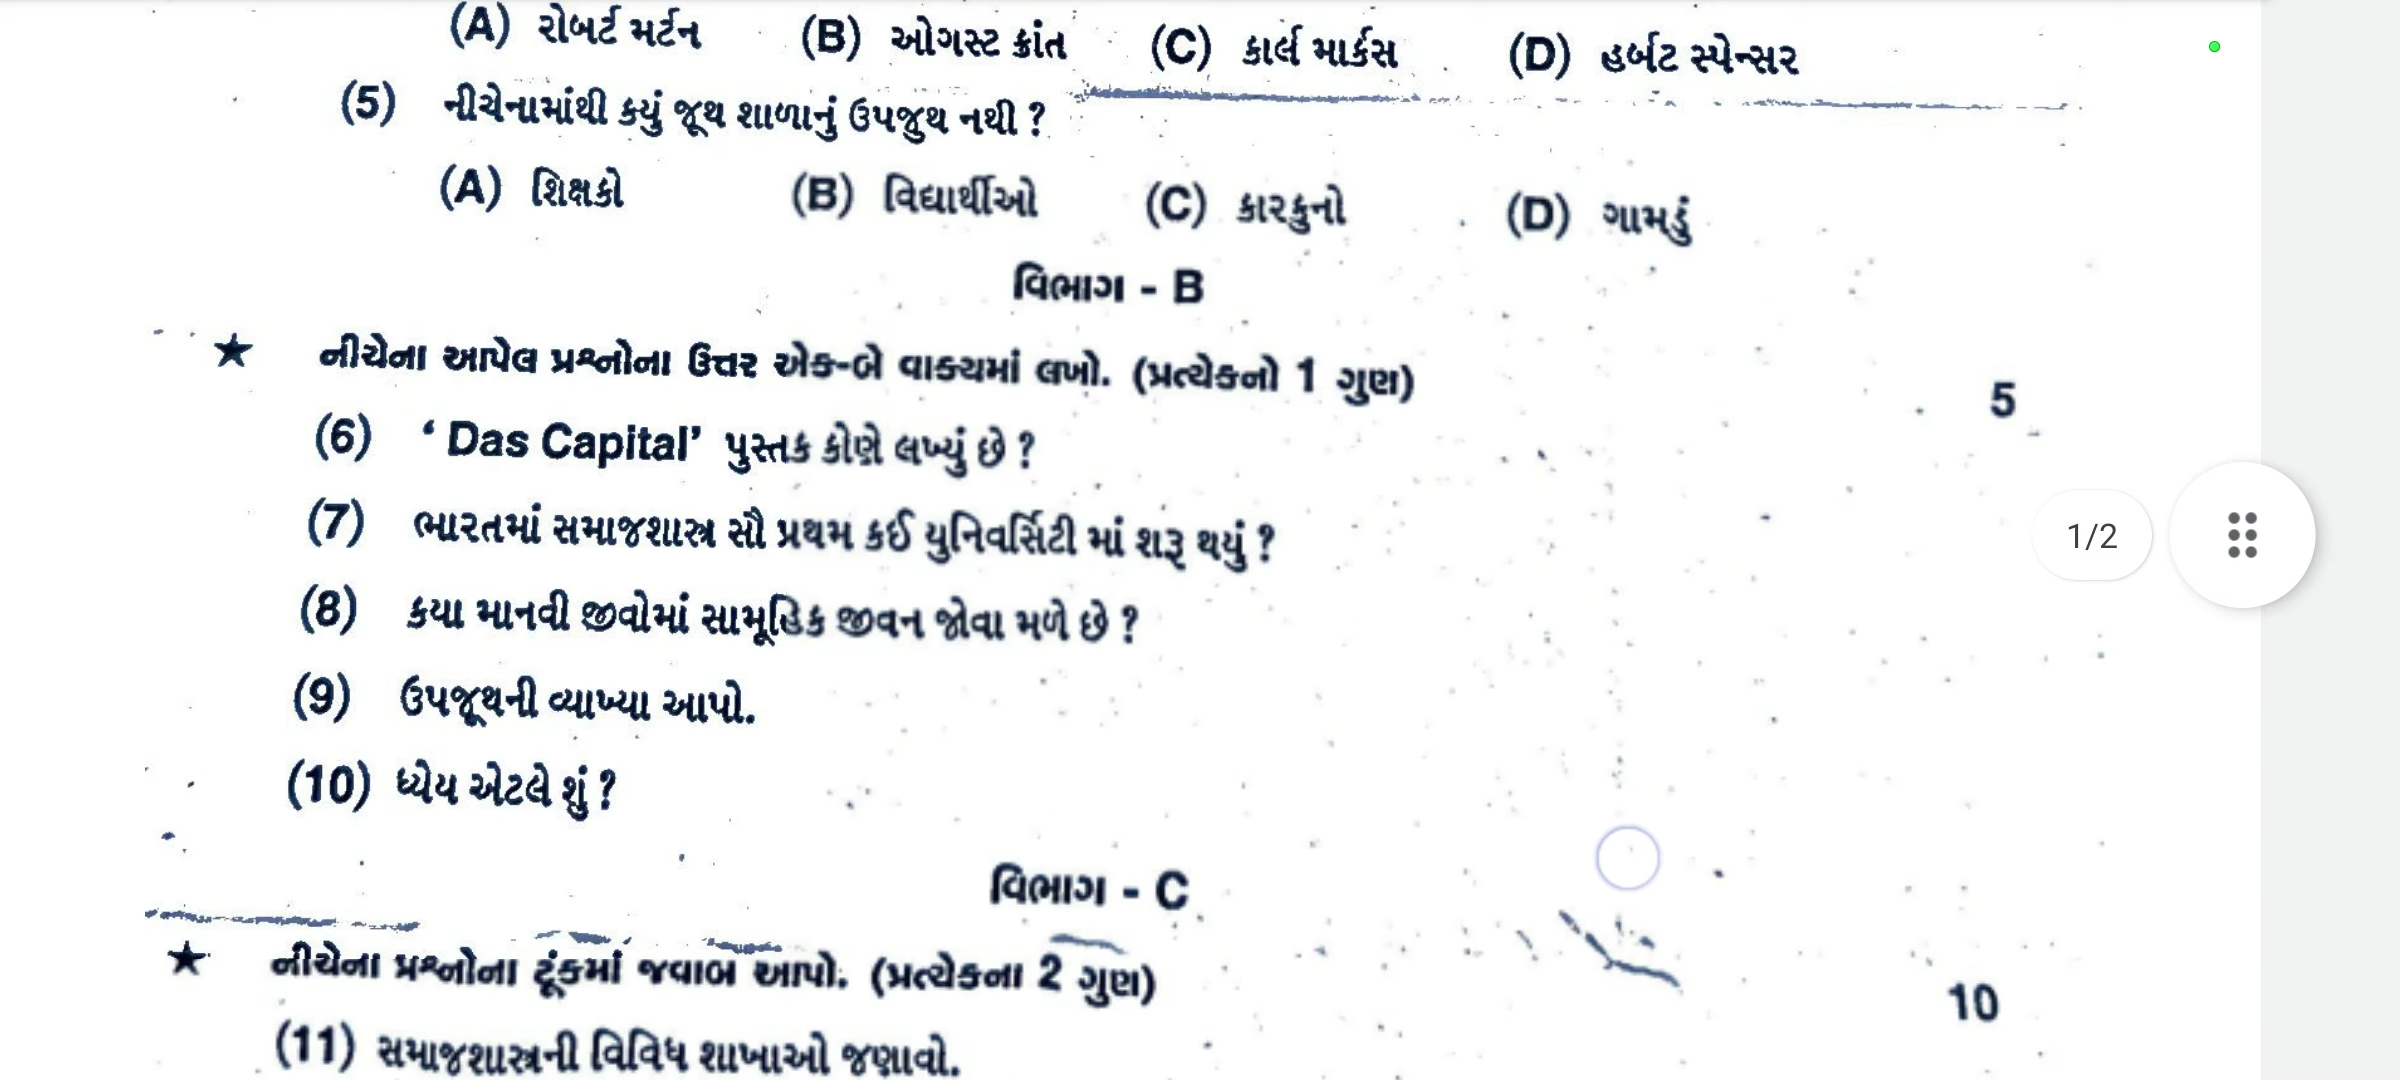 (A) રોબર્ટ મર્ટન (B) ઓગસ્ટ ક્રાંત (C) કાર્લ માર્કસ (D) હર્બટ સ્પેન્સર
(5) નીચેનામાંથી કયું જૂથ શાળાનું ઉપજુથ નથી ?
(A) શિક્ષકો (B) વિદ્યાર્થીઓ (C) કારકુનો (D) ગામડું
વિભાગ - B
★ નીચેના આપેલ પ્રશ્નોના ઉત્તર એક-બે વાક્યમાં લખો. (પ્રત્યેકનો 1 ગુણ) 5
(6) ‘ Das Capital’ પુસ્તક કોણે લખ્યું છે ?
(7) ભારતમાં સમાજશાસ્ત્ર સૌ પ્રથમ કઈ યુનિવર્સિટી માં શરૂ થયું ?
1/2
(8) કયા માનવી જીવોમાં સામૂહિક જીવન જોવા મળે છે ?
(9) ઉપજૂથની વ્યાખ્યા આપો.
(10) ધ્યેય એટલે શું ?
વિભાગ - C
★ નીચેના પ્રશ્નોના ટૂંકમાં જવાબ આપો. (પ્રત્યેકના 2 ગુણ) 10
(11) સમાજશાસ્ત્રની વિવિધ શાખાઓ જણાવો.